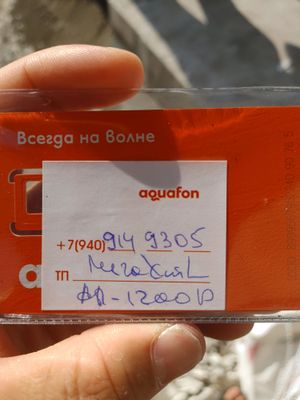 Всегда на волне
aquafon
+7(940) 914 9305
ТП МегаХит L
АП-1200р